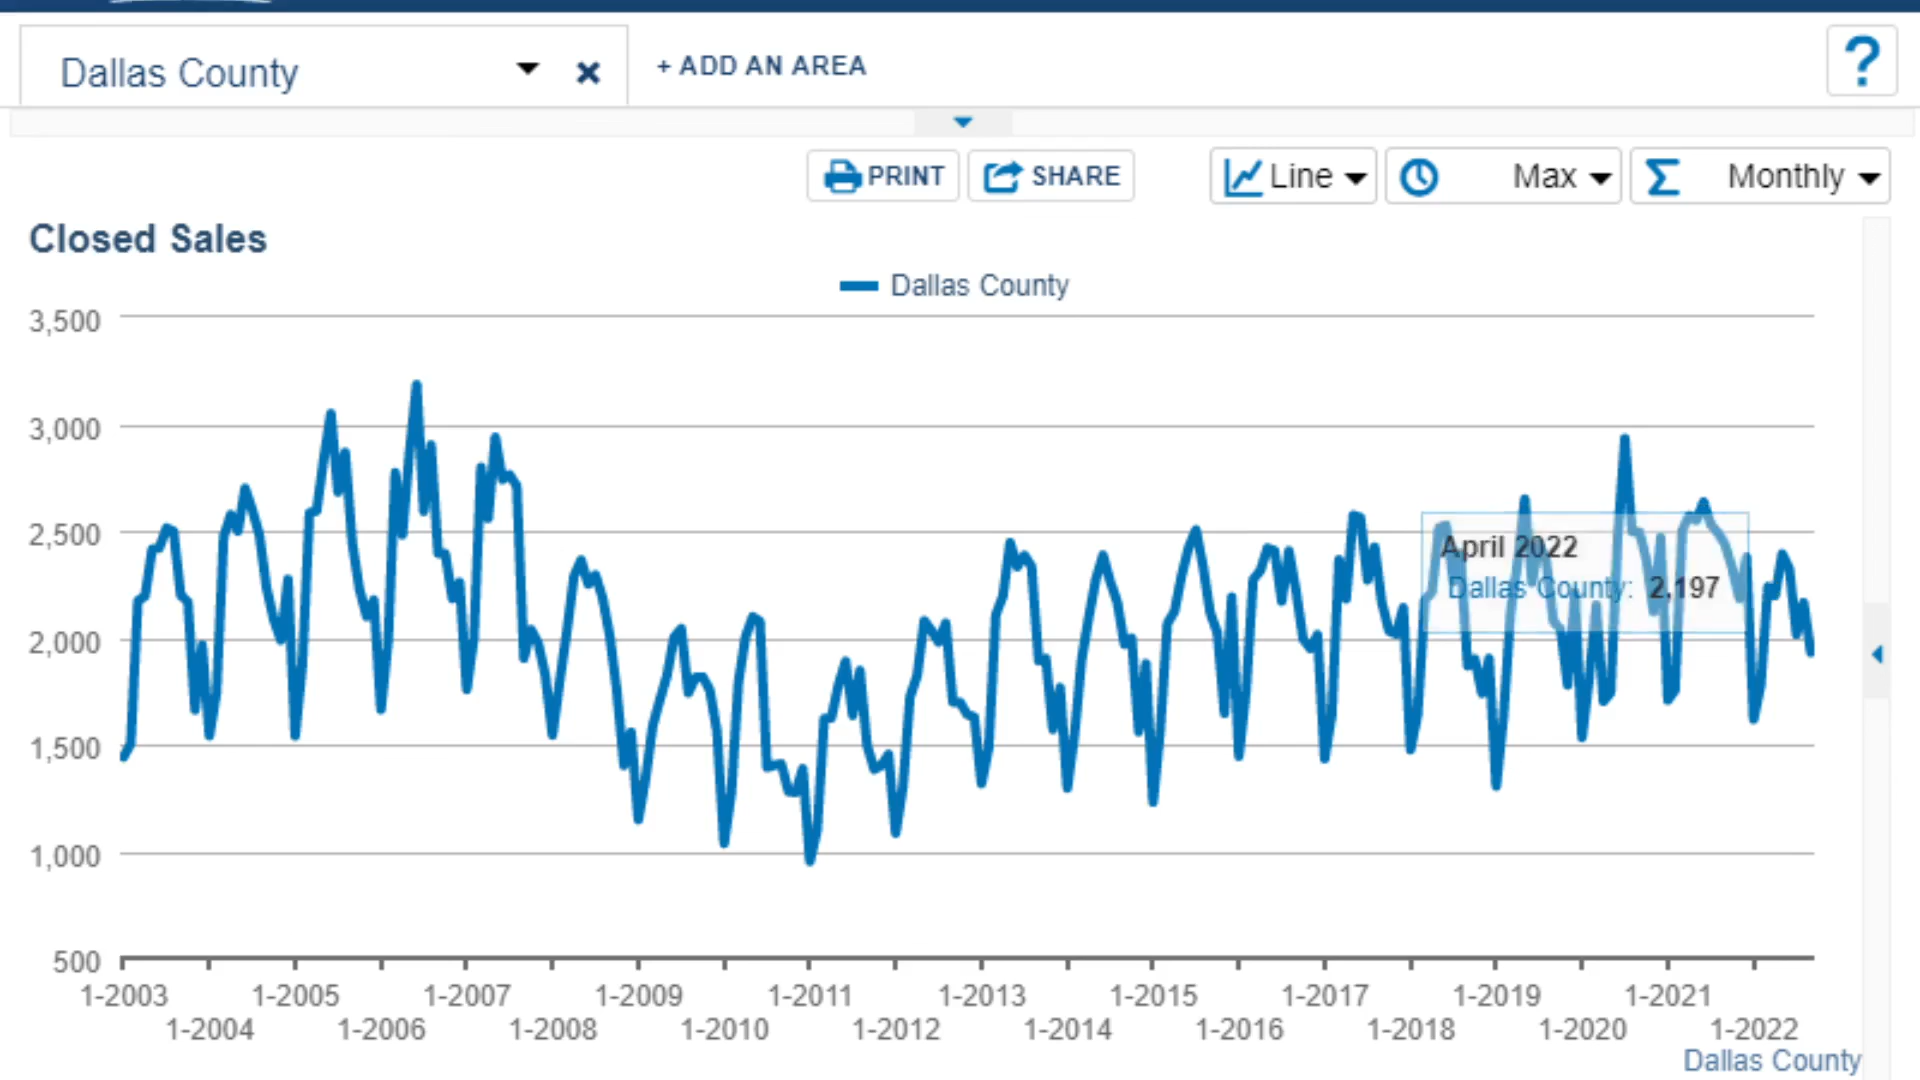 Dallas County
+ ADD AN AREA
?
PRINT
SHARE
Line
Max
Monthly
Closed Sales
Dallas County
3,500
3,000
2,500
2,000
1,500
1,000
500
April 2022
Dallas County: 2,197
1-2003 1-2005 1-2007 1-2009 1-2011 1-2013 1-2015 1-2017 1-2019 1-2021
1-2004 1-2006 1-2008 1-2010 1-2012 1-2014 1-2016 1-2018 1-2020 1-2022
Dallas County